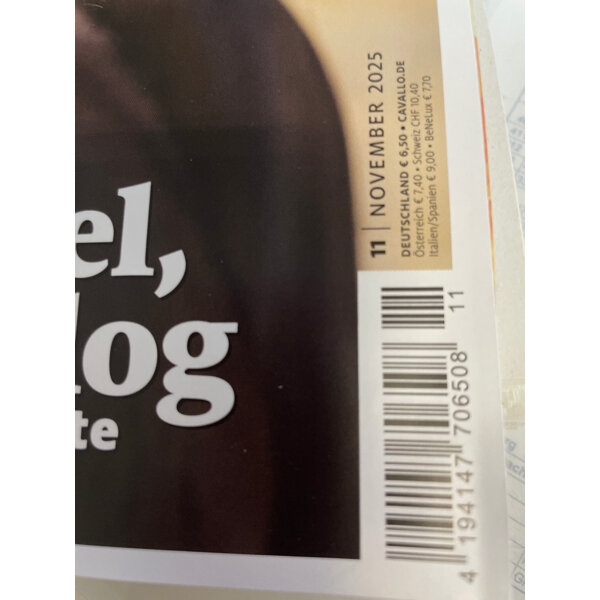 el,
log
te
11 | NOVEMBER 2025
DEUTSCHLAND € 6,50 • CAVALLO.DE
Österreich € 7,40 • Schweiz CHF 10,40
Italien/Spanien € 9,00 • BeNeLux € 7,70
11
4 194147 706508